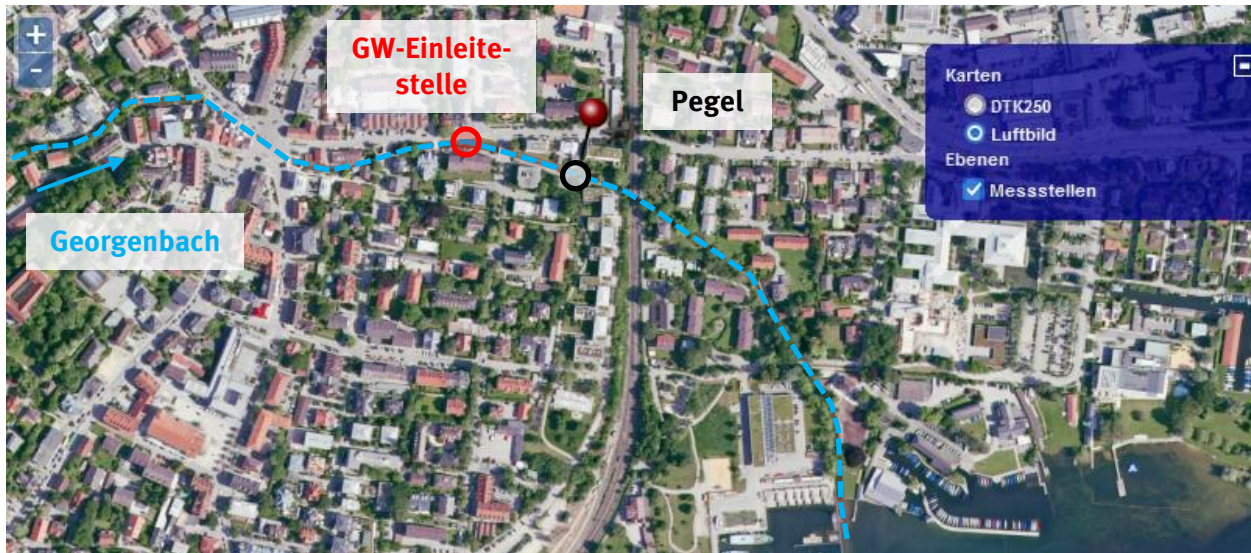 +
-
GW-Einleite-
stelle
Pegel
Georgenbach
Karten
DTK250
Luftbild
Ebenen
Messstellen